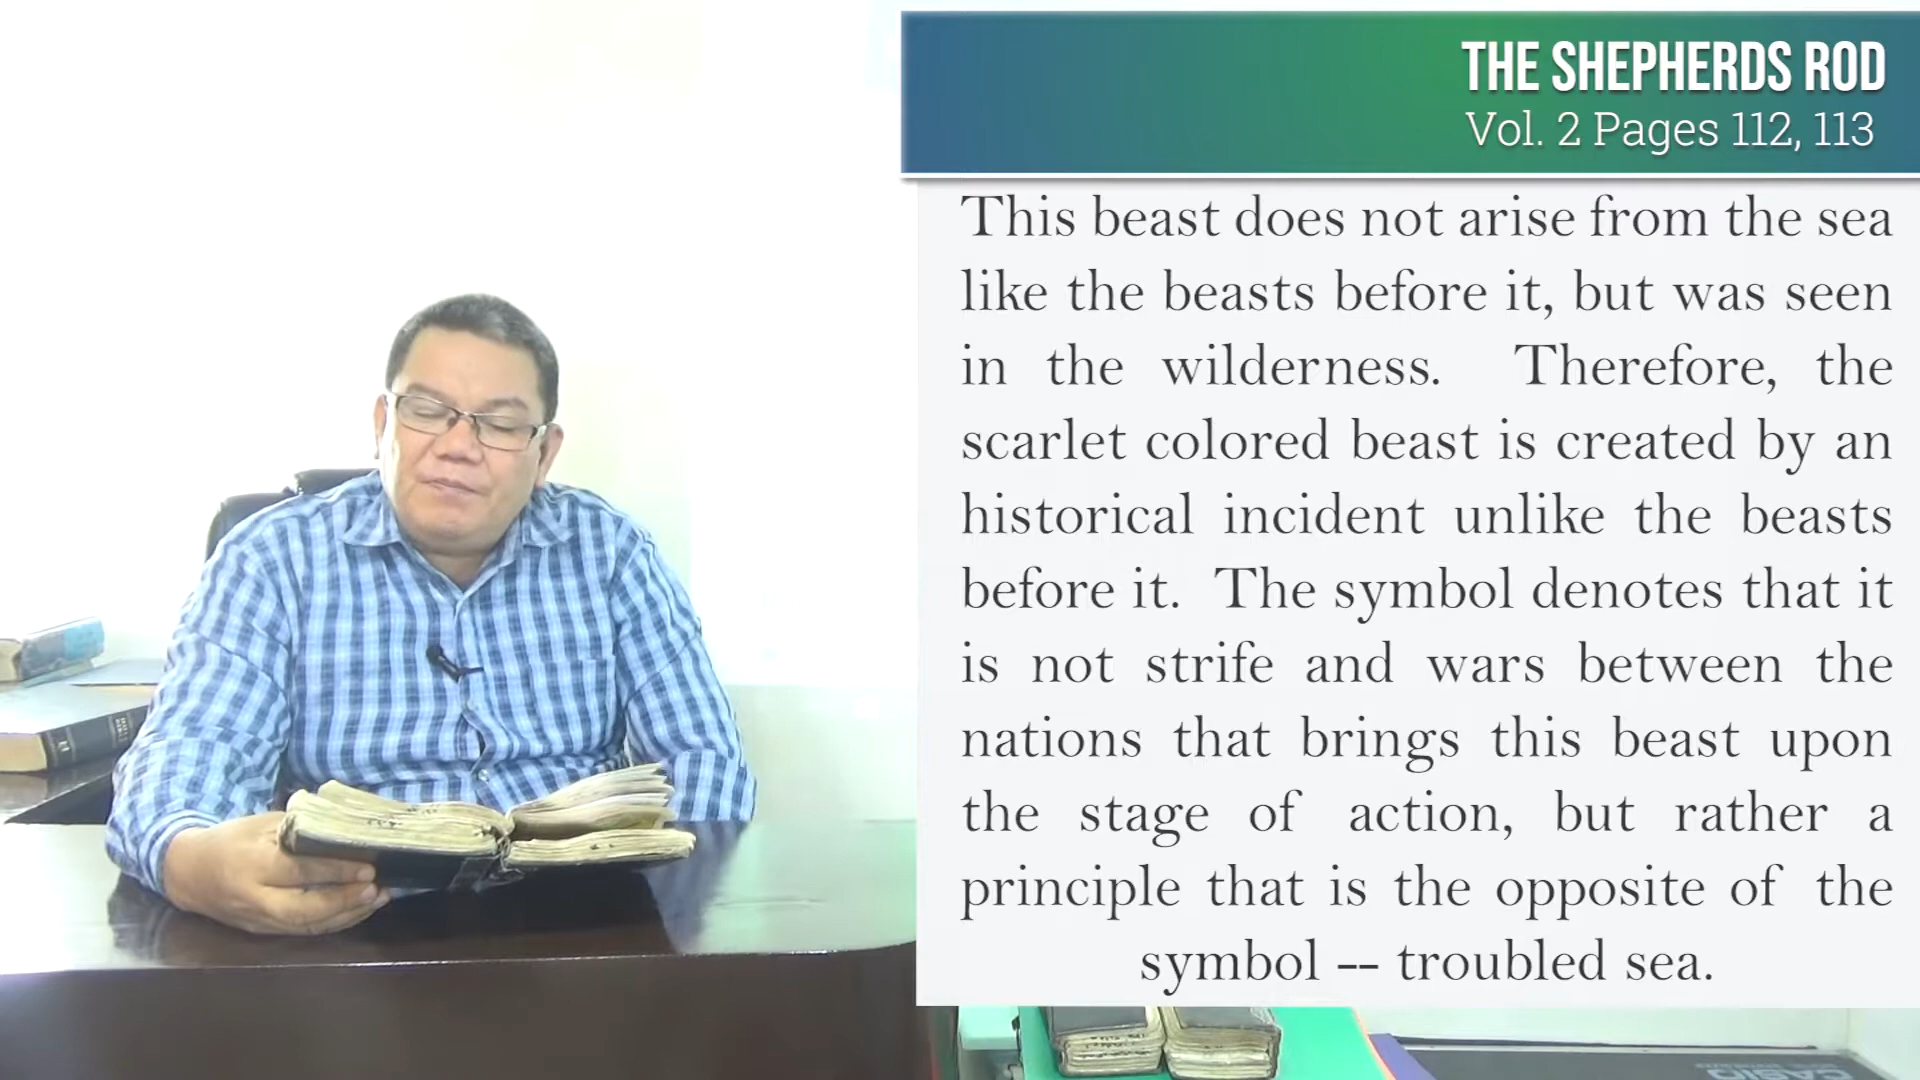 THE SHEPHERDS ROD
Vol. 2 Pages 112, 113
This beast does not arise from the sea
like the beasts before it, but was seen
in the wilderness. Therefore, the
scarlet colored beast is created by an
historical incident unlike the beasts
before it. The symbol denotes that it
is not strife and wars between the
nations that brings this beast upon
the stage of action, but rather a
principle that is the opposite of the
symbol -- troubled sea.
CASIO